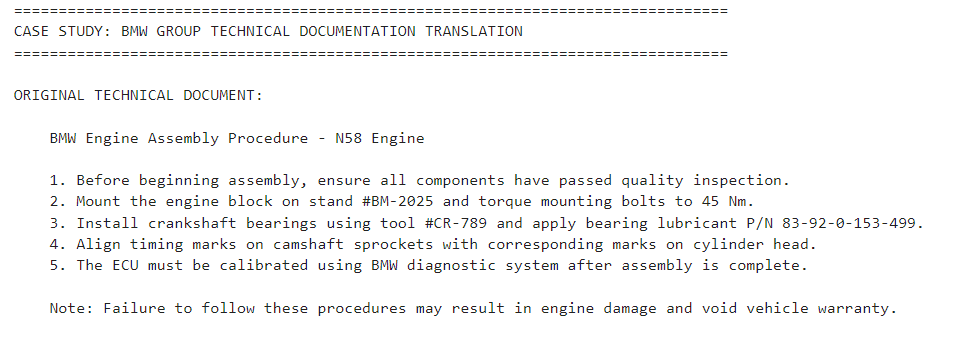 ================================================================================
CASE STUDY: BMW GROUP TECHNICAL DOCUMENTATION TRANSLATION
================================================================================
ORIGINAL TECHNICAL DOCUMENT:
BMW Engine Assembly Procedure - N58 Engine
1. Before beginning assembly, ensure all components have passed quality inspection.
2. Mount the engine block on stand #BM-2025 and torque mounting bolts to 45 Nm.
3. Install crankshaft bearings using tool #CR-789 and apply bearing lubricant P/N 83-92-0-153-499.
4. Align timing marks on camshaft sprockets with corresponding marks on cylinder head.
5. The ECU must be calibrated using BMW diagnostic system after assembly is complete.
Note: Failure to follow these procedures may result in engine damage and void vehicle warranty.